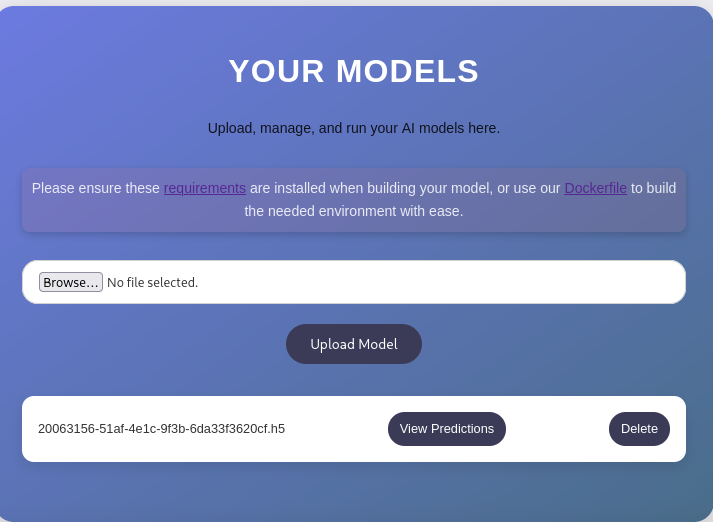 YOUR MODELS
Upload, manage, and run your AI models here.
Please ensure these requirements are installed when building your model, or use our Dockerfile to build
the needed environment with ease.
Browse... No file selected.
Upload Model
20063156-51af-4e1c-9f3b-6da33f3620cf.h5 View Predictions Delete